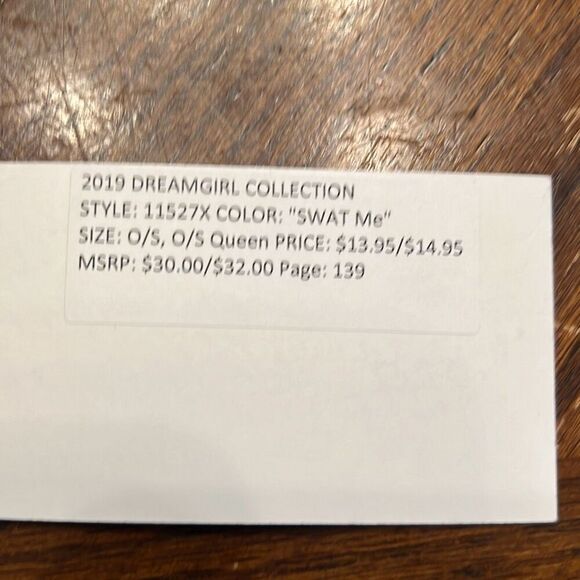 2019 DREAMGIRL COLLECTION
STYLE: 11527X COLOR: "SWAT Me"
SIZE: O/S, O/S Queen PRICE: $13.95/$14.95
MSRP: $30.00/$32.00 Page: 139